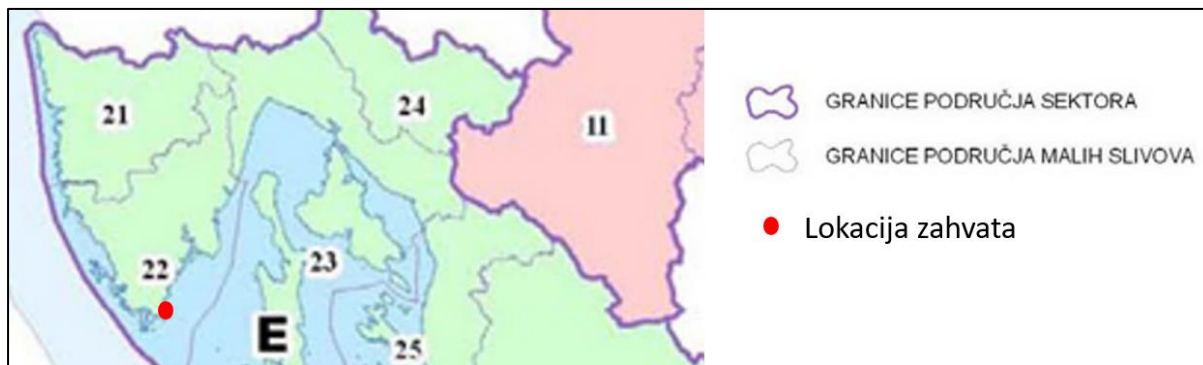 21
24
11
22
23
E
25
GRANICE PODRUČJA SEKTORA
GRANICE PODRUČJA MALIH SLIVOVA
Lokacija zahvata